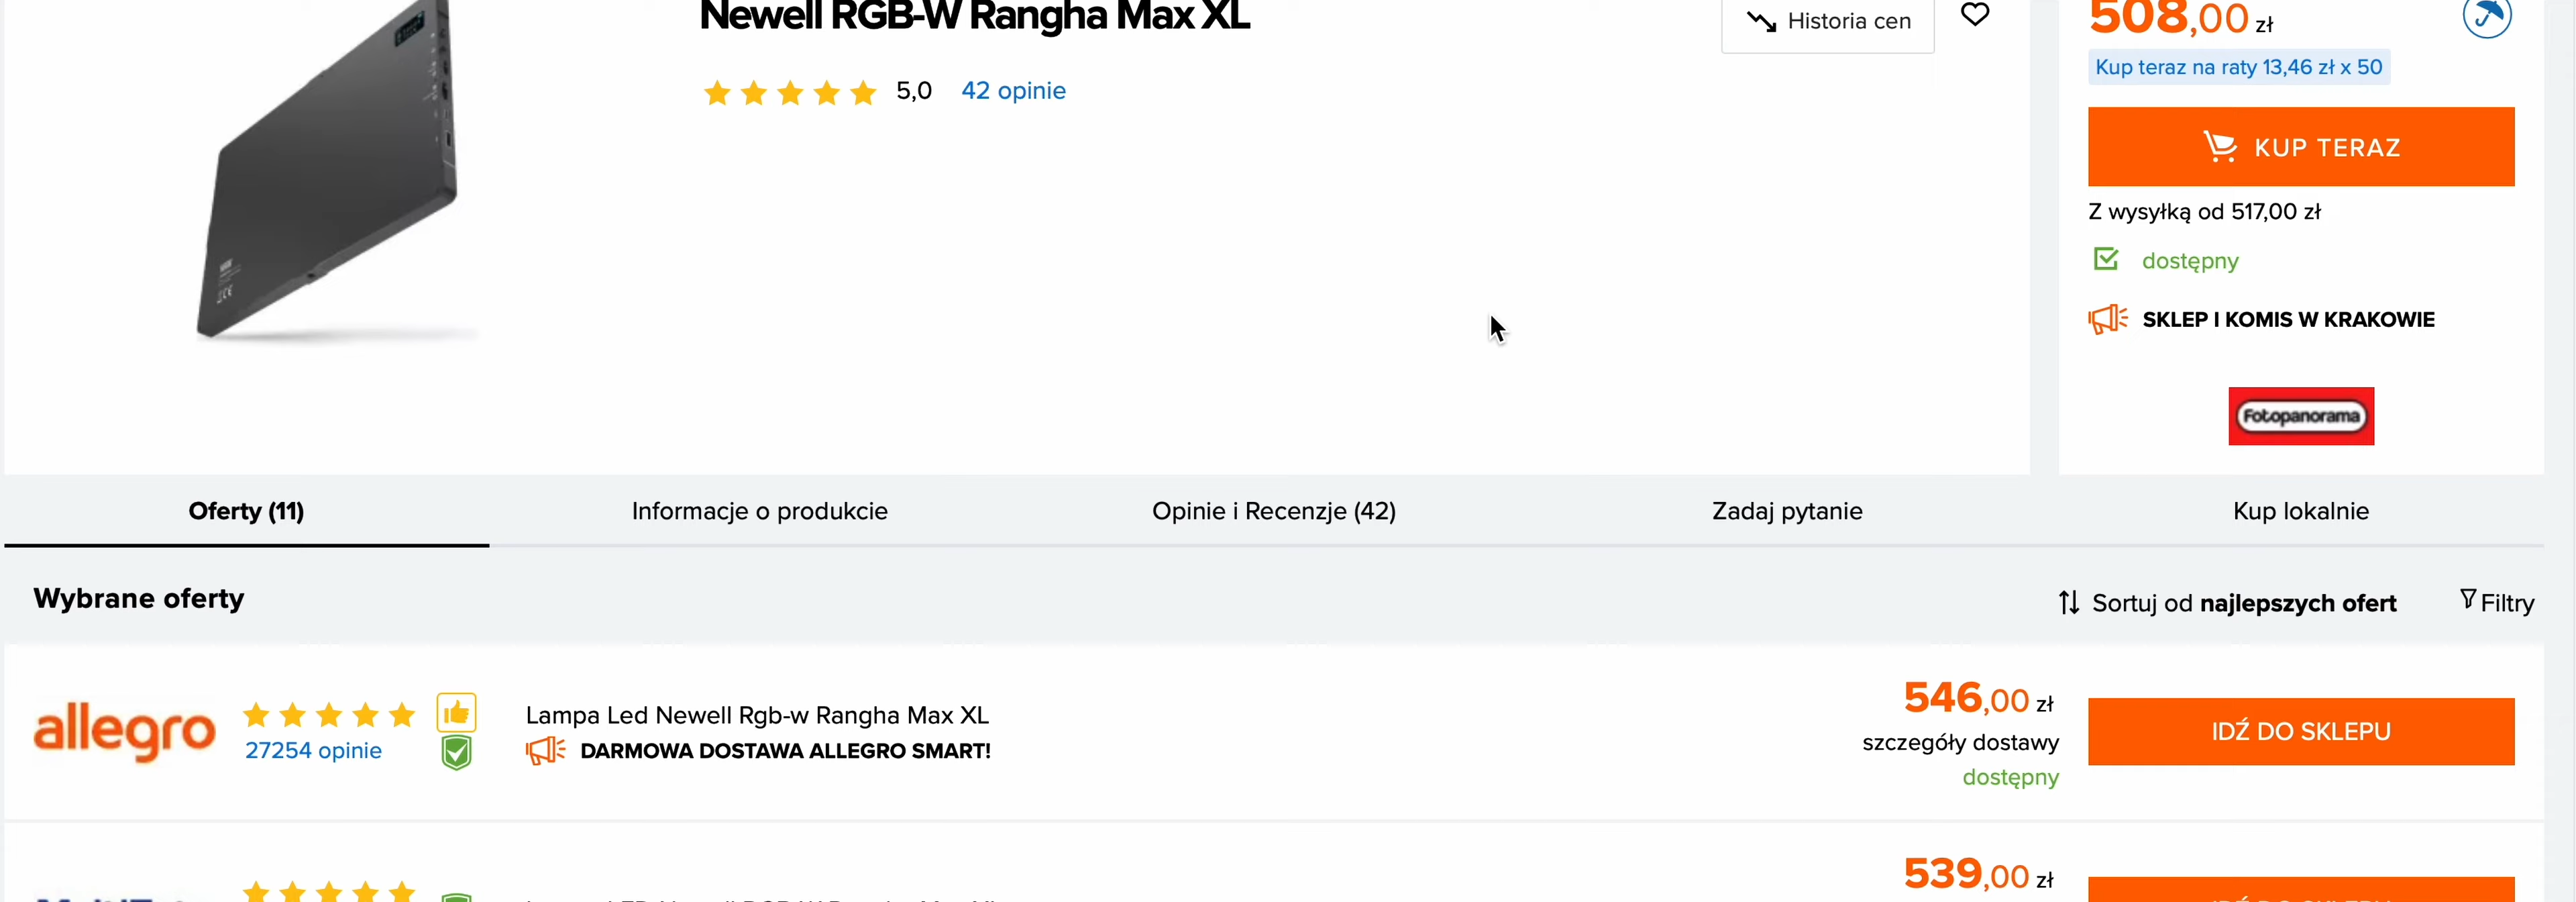 Newell RGB-W Rangha Max XL
Historia cen
508,00 zł
Kup teraz na raty 13,46 zł x 50
5,0 42 opinie
KUP TERAZ
Z wysyłką od 517,00 zł
dostępny
SKLEP I KOMIS W KRAKOWIE
Fotopanorama
Oferty (11) Informacje o produkcie Opinie i Recenzje (42) Zadaj pytanie Kup lokalnie
Wybrane oferty
Sortuj od najlepszych ofert Filtry
allegro
27254 opinie
Lampa Led Newell Rgb-w Rangha Max XL
DARMOWA DOSTAWA ALLEGRO SMART!
546,00 zł
szczegóły dostawy
dostępny
IDŹ DO SKLEPU
539,00 zł